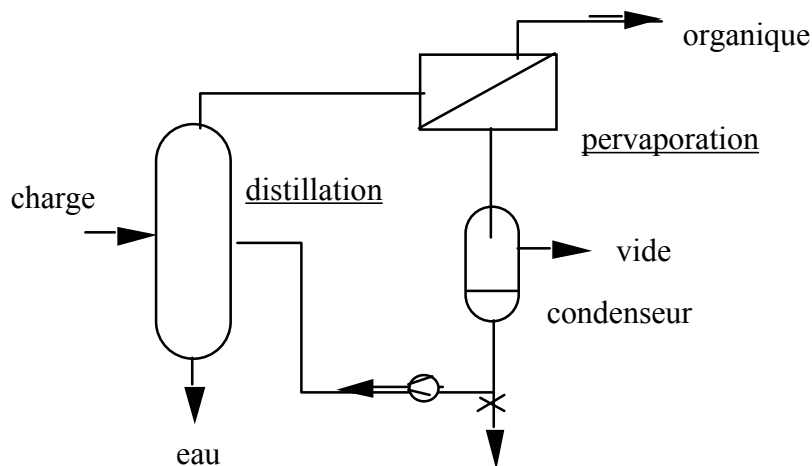 organique
pervaporation
distillation
charge
vide
condenseur
eau